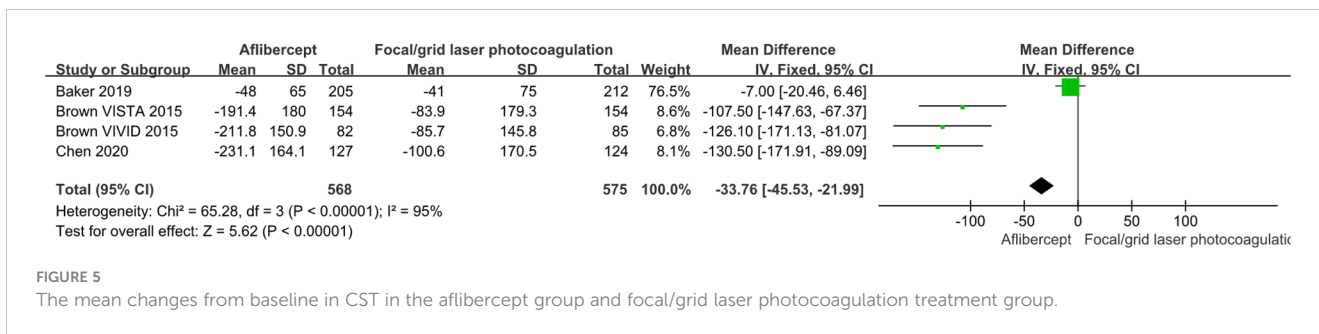 Aflibercept Focal/grid laser photocoagulation Mean Difference Mean Difference
Study or Subgroup Mean SD Total Mean SD Total Weight IV, Fixed, 95% CI IV, Fixed, 95% CI
Baker 2019 -48 65 205 -41 75 212 76.5% -7.00 [-20.46, 6.46]
Brown VISTA 2015 -191.4 180 154 -83.9 179.3 154 8.6% -107.50 [-147.63, -67.37]
Brown VIVID 2015 -211.8 150.9 82 -85.7 145.8 85 6.8% -126.10 [-171.13, -81.07]
Chen 2020 -231.1 164.1 127 -100.6 170.5 124 8.1% -130.50 [-171.91, -89.09]
Total (95% CI) 568 575 100.0% -33.76 [-45.53, -21.99]
Heterogeneity: Chi² = 65.28, df = 3 (P < 0.00001); I² = 95%
Test for overall effect: Z = 5.62 (P < 0.00001)
-100 -50 0 50 100
Aflibercept Focal/grid laser photocoagulatic
FIGURE 5
The mean changes from baseline in CST in the aflibercept group and focal/grid laser photocoagulation treatment group.